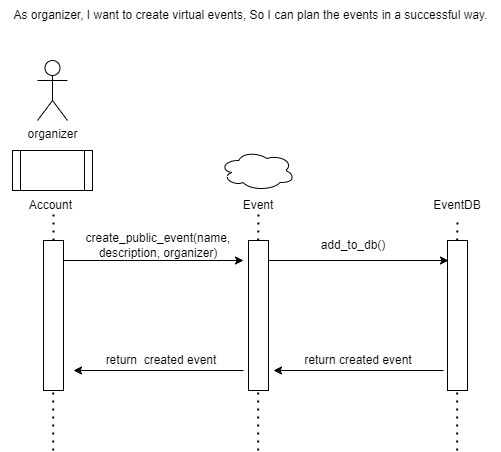 As organizer, I want to create virtual events, So I can plan the events in a successful way.
organizer
Account
Event
EventDB
create_public_event(name,
description, organizer)
add_to_db()
return created event
return created event